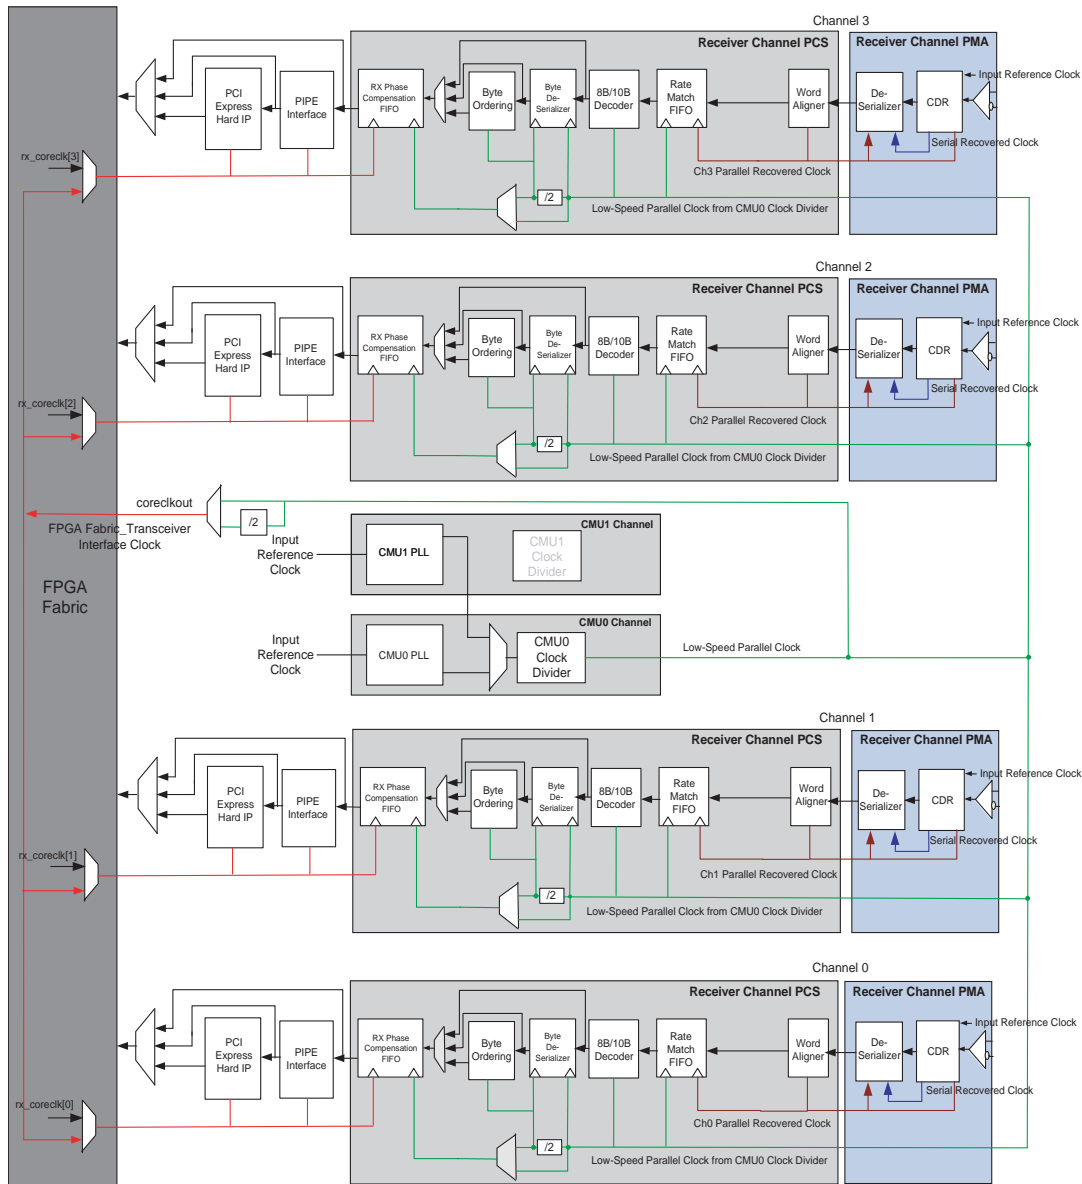 Channel 3
Receiver Channel PCS
Receiver Channel PMA
PCI
Express
Hard IP
PIPE
Interface
RX Phase
Compensation
FIFO
Byte
Ordering
Byte
De-
Serializer
8B/10B
Decoder
Rate
Match
FIFO
Word
Aligner
De-
Serializer
CDR
Input Reference Clock
Serial Recovered Clock
rx_coreclk[3]
Ch3 Parallel Recovered Clock
/2
Low-Speed Parallel Clock from CMU0 Clock Divider
Channel 2
Receiver Channel PCS
Receiver Channel PMA
PCI
Express
Hard IP
PIPE
Interface
RX Phase
Compensation
FIFO
Byte
Ordering
Byte
De-
Serializer
8B/10B
Decoder
Rate
Match
FIFO
Word
Aligner
De-
Serializer
CDR
Input Reference Clock
Serial Recovered Clock
rx_coreclk[2]
Ch2 Parallel Recovered Clock
/2
Low-Speed Parallel Clock from CMU0 Clock Divider
coreclkout
/2
FPGA Fabric_Transceiver
Interface Clock
FPGA
Fabric
Input
Reference
Clock
CMU1 Channel
CMU1 PLL
CMU1
Clock
Divider
Input
Reference
Clock
CMU0 Channel
CMU0 PLL
CMU0
Clock
Divider
Low-Speed Parallel Clock
Channel 1
Receiver Channel PCS
Receiver Channel PMA
PCI
Express
Hard IP
PIPE
Interface
RX Phase
Compensation
FIFO
Byte
Ordering
Byte
De-
Serializer
8B/10B
Decoder
Rate
Match
FIFO
Word
Aligner
De-
Serializer
CDR
Input Reference Clock
Serial Recovered Clock
rx_coreclk[1]
Ch1 Parallel Recovered Clock
/2
Low-Speed Parallel Clock from CMU0 Clock Divider
Channel 0
Receiver Channel PCS
Receiver Channel PMA
PCI
Express
Hard IP
PIPE
Interface
RX Phase
Compensation
FIFO
Byte
Ordering
Byte
De-
Serializer
8B/10B
Decoder
Rate
Match
FIFO
Word
Aligner
De-
Serializer
CDR
Input Reference Clock
Serial Recovered Clock
rx_coreclk[0]
Ch0 Parallel Recovered Clock
/2
Low-Speed Parallel Clock from CMU0 Clock Divider